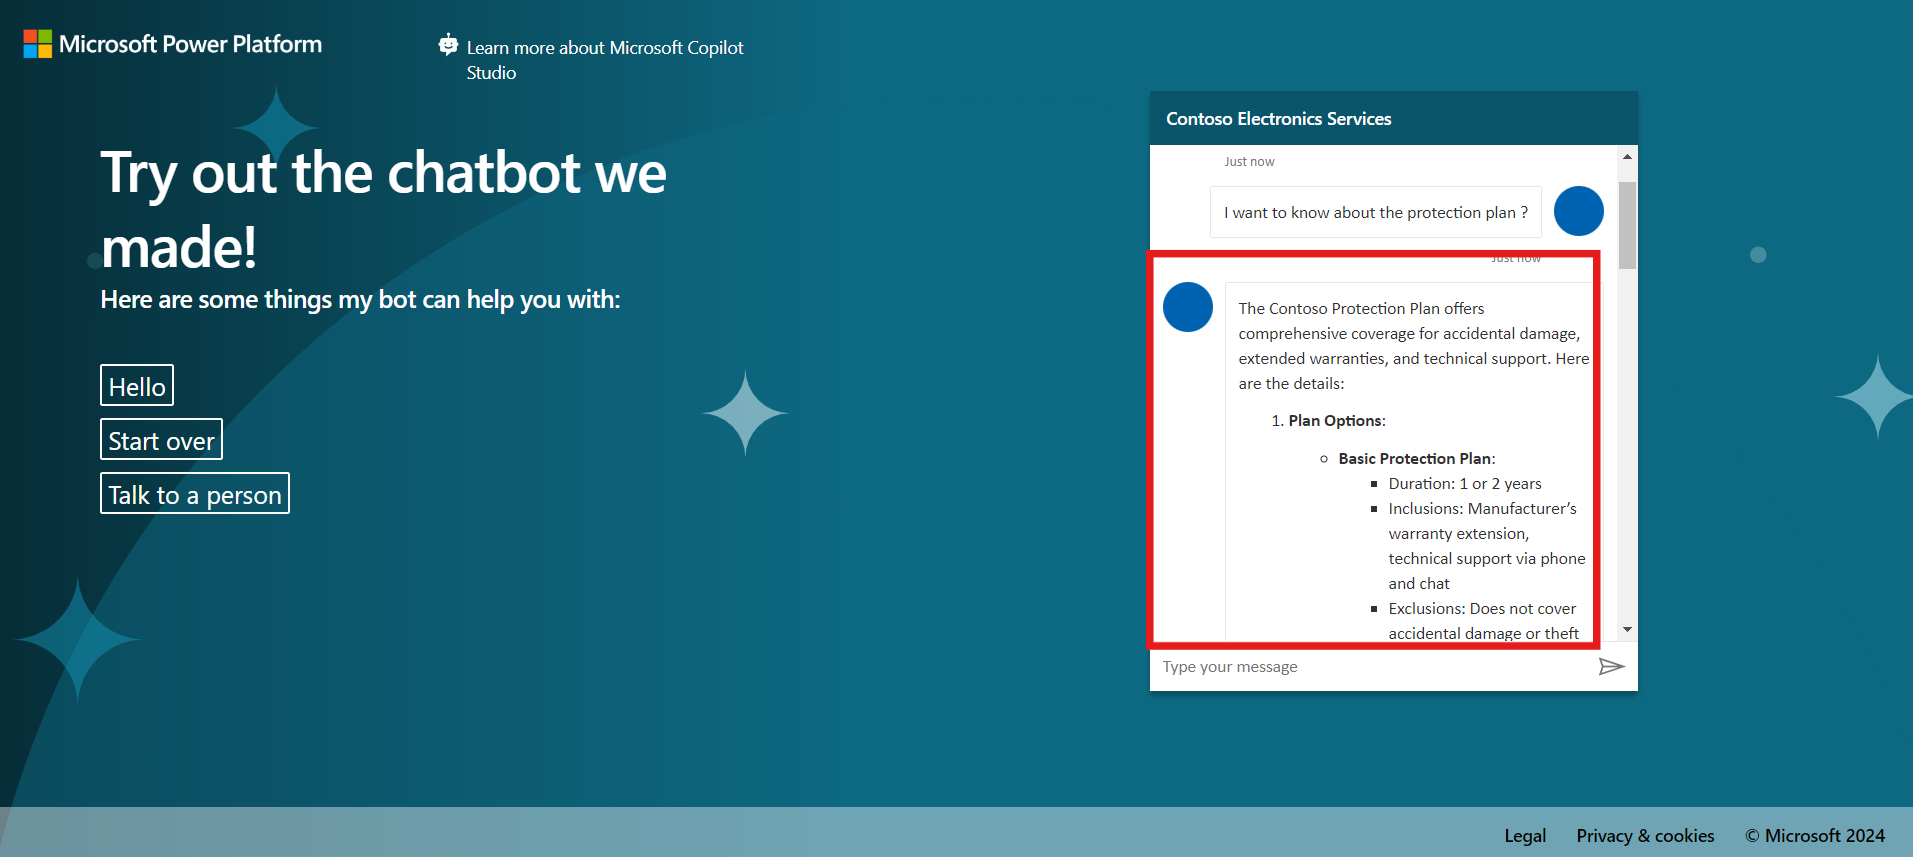 Microsoft Power Platform
Learn more about Microsoft Copilot
Studio
Try out the chatbot we
made!
Here are some things my bot can help you with:
Hello
Start over
Talk to a person
Contoso Electronics Services
Just now
I want to know about the protection plan ?
Just now
The Contoso Protection Plan offers
comprehensive coverage for accidental damage,
extended warranties, and technical support. Here
are the details:
1. Plan Options:
Basic Protection Plan:
Duration: 1 or 2 years
Inclusions: Manufacturer’s
warranty extension,
technical support via phone
and chat
Exclusions: Does not cover
accidental damage or theft
Type your message
Legal
Privacy & cookies
© Microsoft 2024